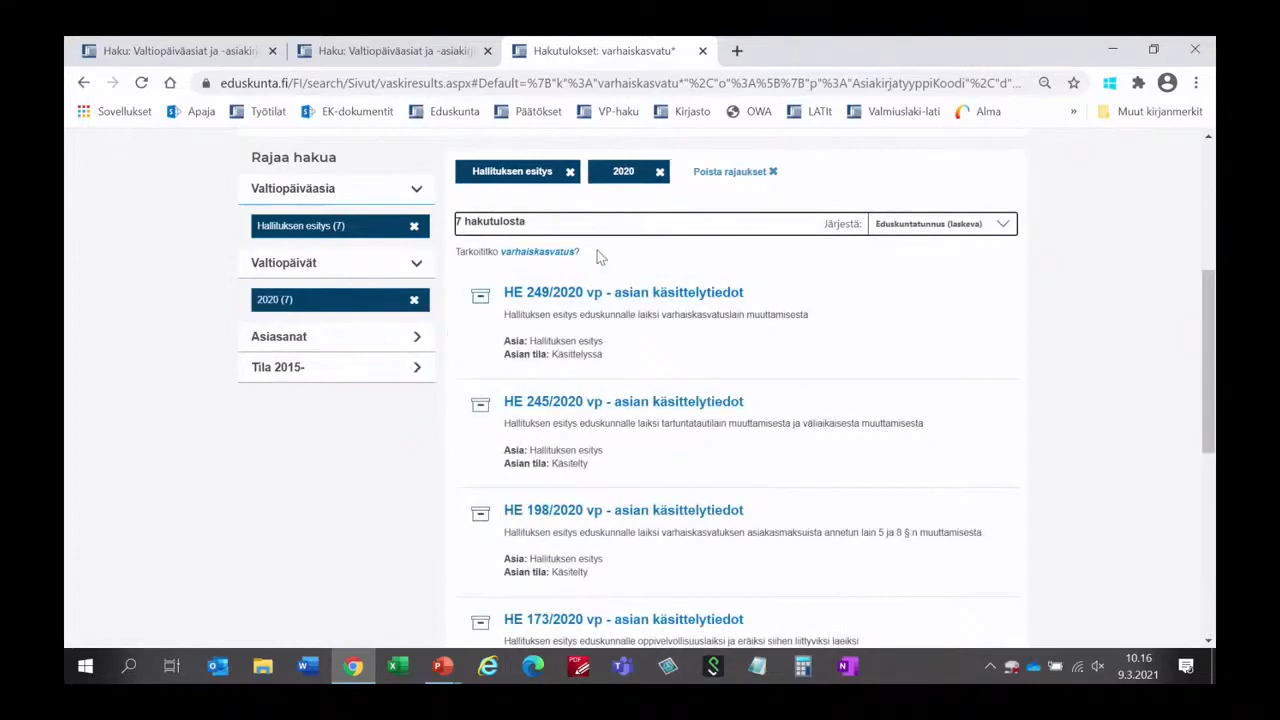 Haku: Valtiopäiväasiat ja -asiakirj
Haku: Valtiopäiväasiat ja -asiakirj
Hakutulokset: varhaiskasvatu*
eduskunta.fi/FI/search/Sivut/vaskiresults.aspx#Default=%7B"k"%3A"varhaiskasvatu*"%2C"o"%3A%5B%7B"p"%3A"AsiakirjatyyppiKoodi"%2C"d"...
Sovellukset
Apaja
Työtilat
EK-dokumentit
Eduskunta
Päätökset
VP-haku
Kirjasto
OWA
LATIt
Valmiuslaki-lati
Alma
»
Muut kirjanmerkit
Rajaa hakua
Valtiopäiväasia
Hallituksen esitys (7)
Valtiopäivät
2020 (7)
Asiasanat
Tila 2015-
Hallituksen esitys
2020
Poista rajaukset
7 hakutulosta
Järjestä:
Eduskuntatunnus (laskeva)
Tarkoititko varhaiskasvatus?
HE 249/2020 vp - asian käsittelytiedot
Hallituksen esitys eduskunnalle laiksi varhaiskasvatuslain muuttamisesta
Asia: Hallituksen esitys
Asian tila: Käsittelyssä
HE 245/2020 vp - asian käsittelytiedot
Hallituksen esitys eduskunnalle laiksi tartuntatautilain muuttamisesta ja väliaikaisesta muuttamisesta
Asia: Hallituksen esitys
Asian tila: Käsitelty
HE 198/2020 vp - asian käsittelytiedot
Hallituksen esitys eduskunnalle laiksi varhaiskasvatuksen asiakasmaksuista annetun lain 5 ja 8 §:n muuttamisesta
Asia: Hallituksen esitys
Asian tila: Käsitelty
HE 173/2020 vp - asian käsittelytiedot
Hallituksen esitys eduskunnalle oppivelvollisuuslaiksi ja eräiksi siihen liittyviksi laeiksi
10.16
9.3.2021